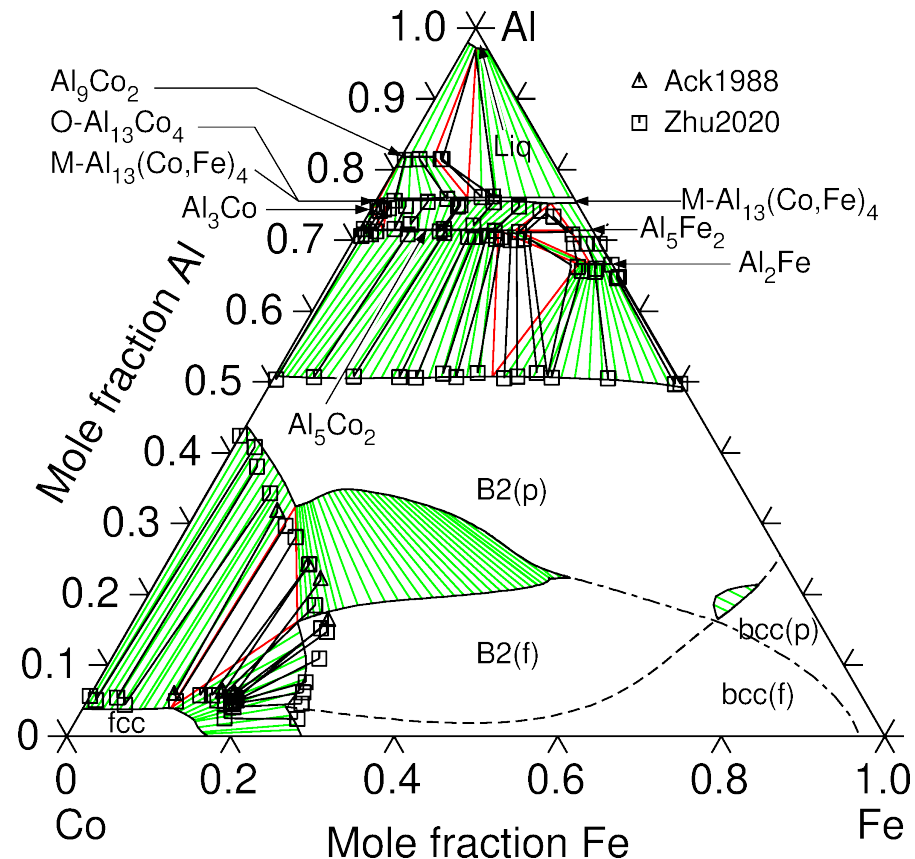 1.0 Al
Al9Co2
0.9
Ack1988
O-Al13Co4
Zhu2020
Liq
M-Al13(Co,Fe)4
0.8
Al3Co
M-Al13(Co,Fe)4
0.7
Al5Fe2
Al2Fe
0.6
Mole fraction Al
0.5
Al5Co2
0.4
B2(p)
0.3
0.2
bcc(p)
B2(f)
0.1
bcc(f)
fcc
0
0 0.2 0.4 0.6 0.8 1.0
Co Fe
Mole fraction Fe